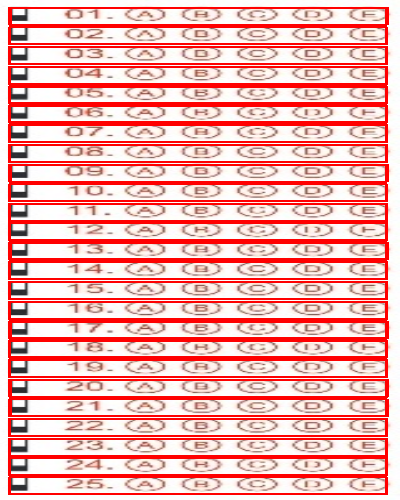 01. A B C D E
02. A B C D E
03. A B C D E
04. A B C D E
05. A B C D E
06. A B C D E
07. A B C D E
08. A B C D E
09. A B C D E
10. A B C D E
11. A B C D E
12. A B C D E
13. A B C D E
14. A B C D E
15. A B C D E
16. A B C D E
17. A B C D E
18. A B C D E
19. A B C D E
20. A B C D E
21. A B C D E
22. A B C D E
23. A B C D E
24. A B C D E
25. A B C D E